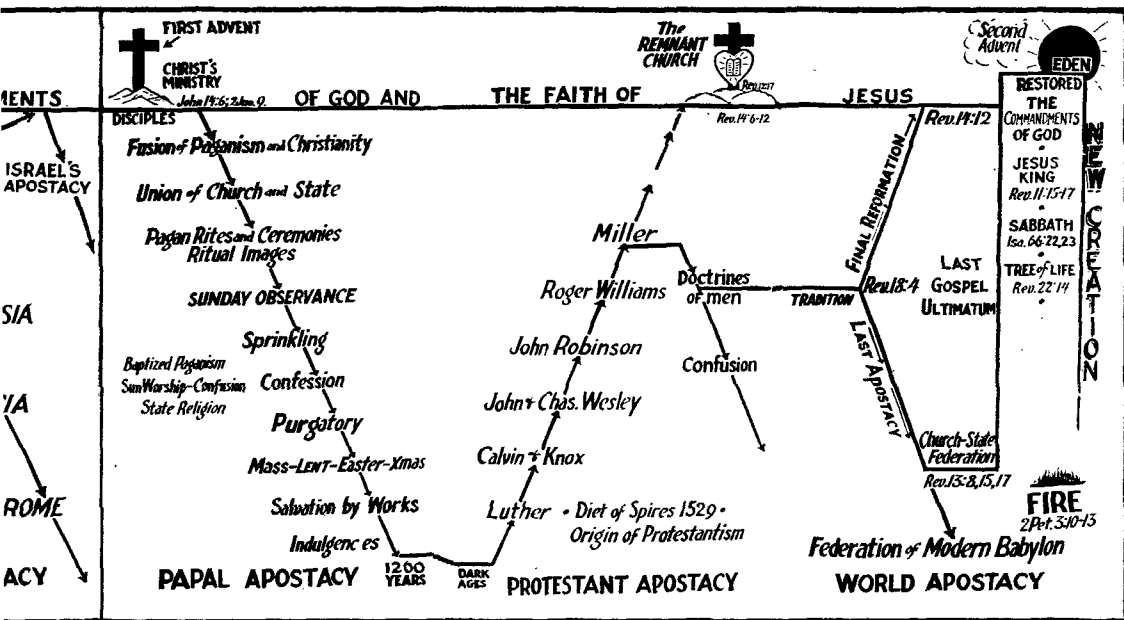 FIRST ADVENT
CHRIST'S
MINISTRY
John 14:6; 2 Jno. 9.
The
REMNANT
CHURCH
Rev. 12:17
Second
Advent
EDEN
MENTS
OF GOD AND
THE FAITH OF
JESUS
RESTORED
DISCIPLES
Rev. 14:6-12
Rev. 14:12
THE
COMMANDMENTS
OF GOD
JESUS
KING
Rev. 11:15-17
SABBATH
Isa. 66:22,23
TREE of LIFE
Rev. 22:14
NEW CREATION
ISRAEL'S
APOSTACY
SIA
IA
ROME
ACY
Fusion of Paganism and Christianity
Union of Church and State
Pagan Rites and Ceremonies
Ritual Images
SUNDAY OBSERVANCE
Sprinkling
Baptized Paganism
Sun Worship-Confusion
State Religion
Confession
Purgatory
Mass-LENT-Easter-Xmas
Salvation by Works
Indulgences
PAPAL APOSTACY
1260
YEARS
DARK
AGES
Miller
Roger Williams
John Robinson
John & Chas. Wesley
Calvin & Knox
Luther • Diet of Spires 1529 •
Origin of Protestantism
PROTESTANT APOSTACY
Doctrines
of men
Confusion
TRADITION
FINAL REFORMATION
Rev. 18:4
LAST
GOSPEL
ULTIMATUM
LAST APOSTACY
Church-State
Federation
Rev. 13:8,15,17
FIRE
2 Pet. 3:10-13
Federation of Modern Babylon
WORLD APOSTACY